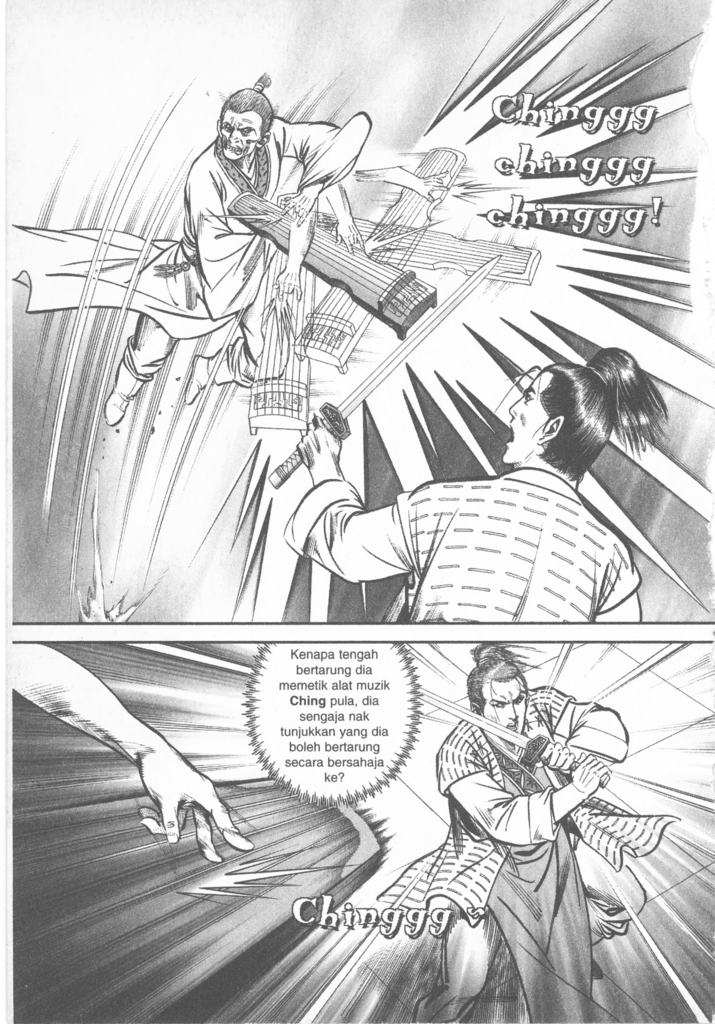 Chinggg
chinggg
chinggg!
Kenapa tengah
bertarung dia
memetik alat muzik
Ching pula, dia
sengaja nak
tunjukkan yang dia
boleh bertarung
secara bersahaja
ke?
Chinggg